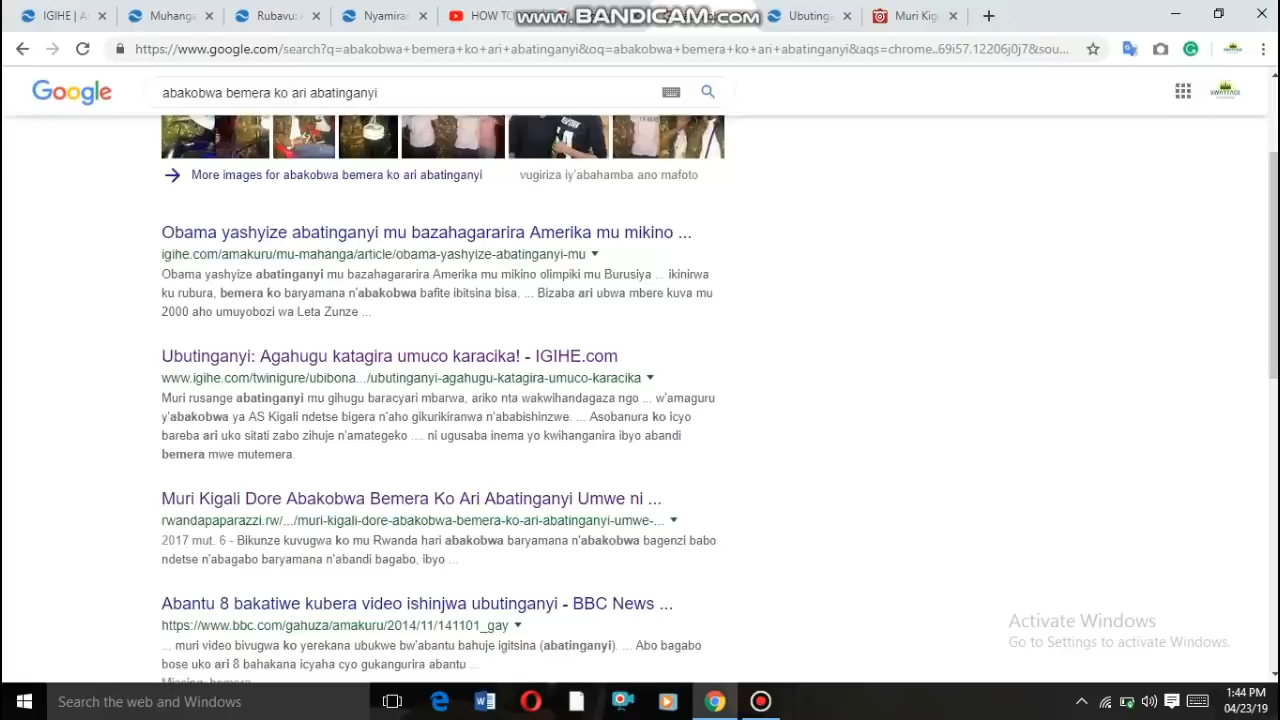 IGIHE | A
Muhang
Rubavu:
Nyamira
HOW TO
Ubuting
Muri Kig
www.BANDICAM.com
https://www.google.com/search?q=abakobwa+bemera+ko+ari+abatinganyi&oq=abakobwa+bemera+ko+ari+abatinganyi&aqs=chrome..69i57.12206j0j7&sou...
Google
abakobwa bemera ko ari abatinganyi
More images for abakobwa bemera ko ari abatinganyi
vugiriza iy'abahamba ano mafoto
Obama yashyize abatinganyi mu bazahagararira Amerika mu mikino ...
igihe.com/amakuru/mu-mahanga/article/obama-yashyize-abatinganyi-mu
Obama yashyize abatinganyi mu bazahagararira Amerika mu mikino olimpiki mu Burusiya ... ikinirwa
ku rubura, bemera ko baryamana n'abakobwa bafite ibitsina bisa. ... Bizaba ari ubwa mbere kuva mu
2000 aho umuyobozi wa Leta Zunze ...
Ubutinganyi: Agahugu katagira umuco karacika! - IGIHE.com
www.igihe.com/twinigure/ubibona.../ubutinganyi-agahugu-katagira-umuco-karacika
Muri rusange abatinganyi mu gihugu baracyari mbarwa, ariko nta wakwihandagaza ngo ... w'amaguru
y'abakobwa ya AS Kigali ndetse bigera n'aho gikurikiranwa n'ababishinzwe. ... Asobanura ko icyo
bareba ari uko sitati zabo zihuje n'amategeko .... ni ugusaba inema yo kwihanganira ibyo abandi
bemera mwe mutemera.
Muri Kigali Dore Abakobwa Bemera Ko Ari Abatinganyi Umwe ni ...
rwandapaparazzi.rw/.../muri-kigali-dore-abakobwa-bemera-ko-ari-abatinganyi-umwe-...
2017 mut. 6 - Bikunze kuvugwa ko mu Rwanda hari abakobwa baryamana n'abakobwa bagenzi babo
ndetse n'abagabo baryamana n'abandi bagabo, ibyo ...
Abantu 8 bakatiwe kubera video ishinjwa ubutinganyi - BBC News ...
https://www.bbc.com/gahuza/amakuru/2014/11/141101_gay
... muri video bivugwa ko yerekana ubukwe bw'abantu bahuje igitsina (abatinganyi). ... Abo bagabo
bose uko ari 8 bahakana icyaha cyo gukangurira abantu ...
Missing: bemera
Activate Windows
Go to Settings to activate Windows.
Search the web and Windows
1:44 PM
04/23/19